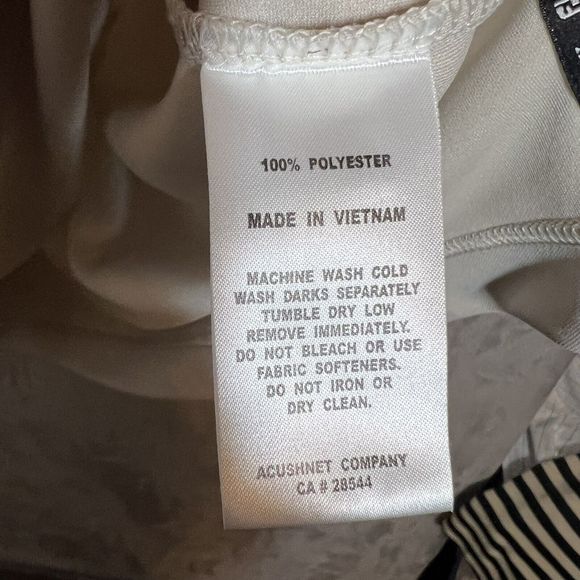 100% POLYESTER
MADE IN VIETNAM
MACHINE WASH COLD
WASH DARKS SEPARATELY
TUMBLE DRY LOW
REMOVE IMMEDIATELY.
DO NOT BLEACH OR USE
FABRIC SOFTENERS.
DO NOT IRON OR
DRY CLEAN.
ACUSHNET COMPANY
CA # 28544